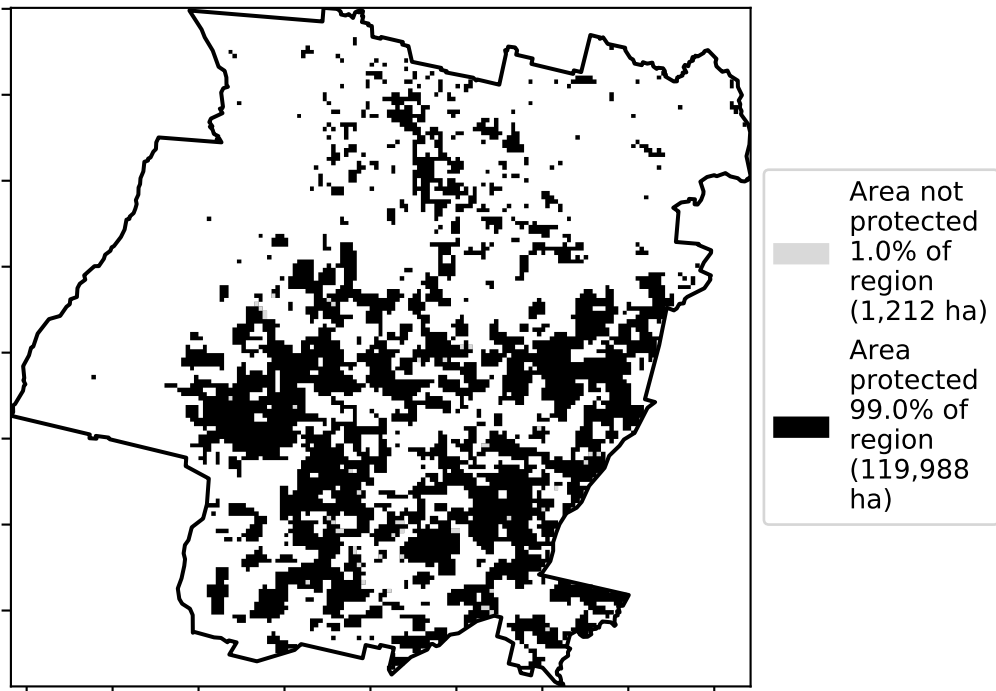 Area not
protected
1.0% of
region
(1,212 ha)
Area
protected
99.0% of
region
(119,988
ha)